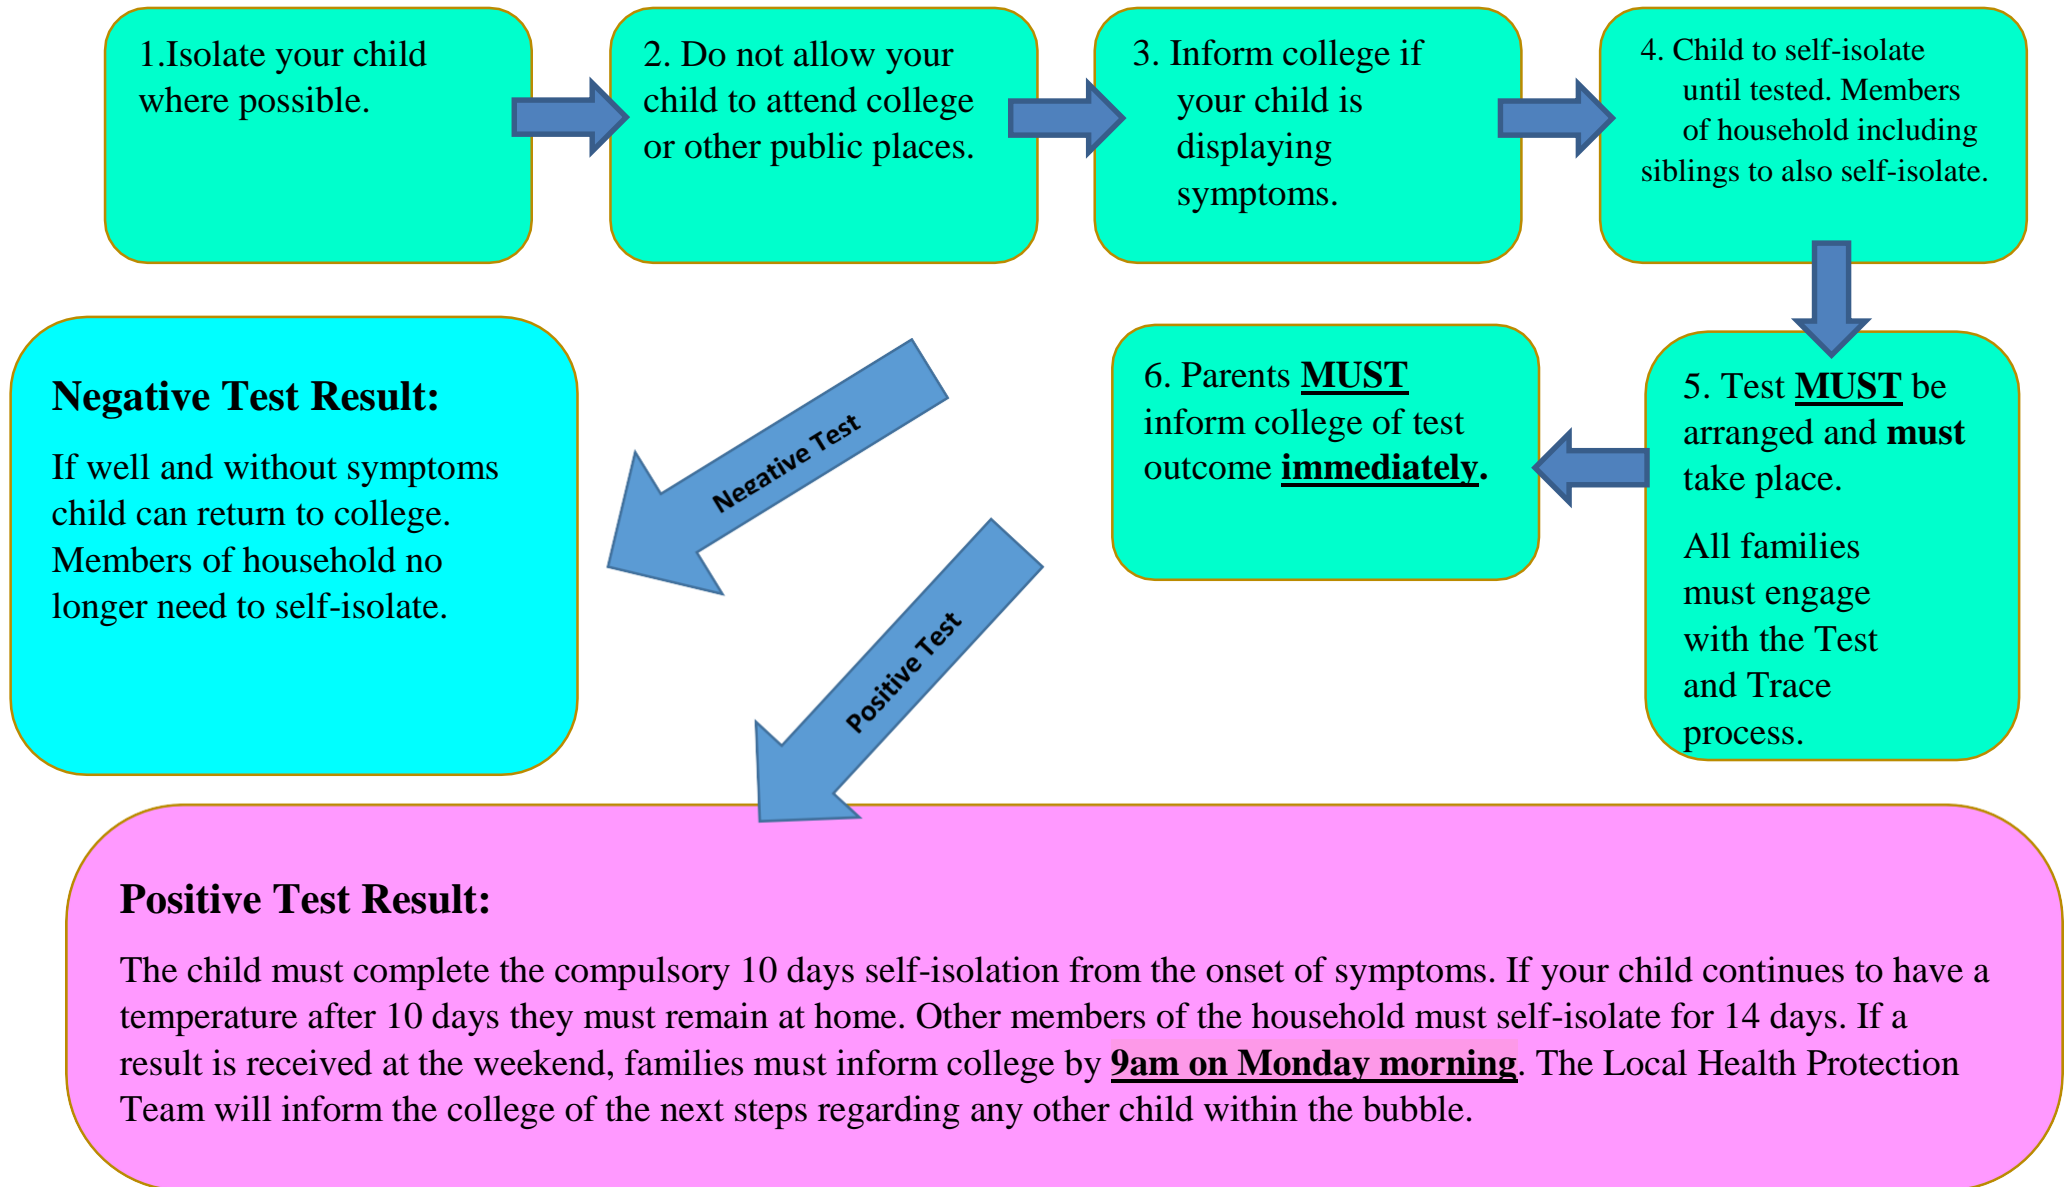 1.Isolate your child
where possible.
2. Do not allow your
child to attend college
or other public places.
3. Inform college if
your child is
displaying
symptoms.
4. Child to self-isolate
until tested. Members
of household including
siblings to also self-isolate.
5. Test MUST be
arranged and must
take place.
All families
must engage
with the Test
and Trace
process.
6. Parents MUST
inform college of test
outcome immediately.
Negative Test
Negative Test Result:
If well and without symptoms
child can return to college.
Members of household no
longer need to self-isolate.
Positive Test
Positive Test Result:
The child must complete the compulsory 10 days self-isolation from the onset of symptoms. If your child continues to have a
temperature after 10 days they must remain at home. Other members of the household must self-isolate for 14 days. If a
result is received at the weekend, families must inform college by 9am on Monday morning. The Local Health Protection
Team will inform the college of the next steps regarding any other child within the bubble.